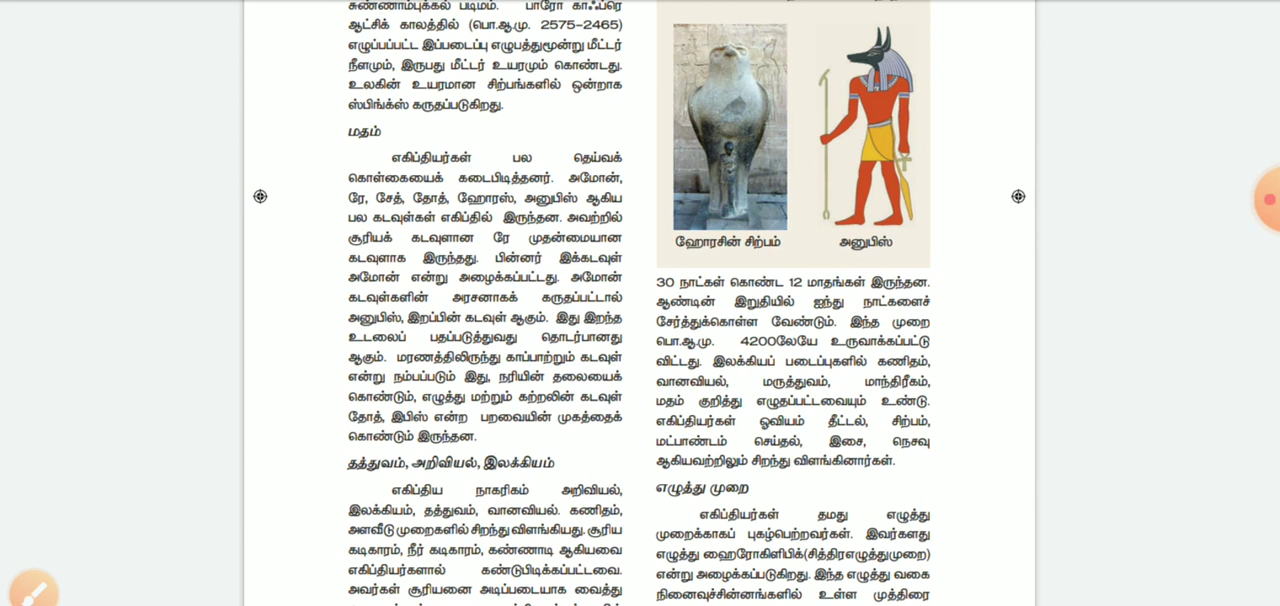 சுண்ணாம்புக்கல் படிமம். பாரோ காஃப்ரெ
ஆட்சிக் காலத்தில் (பொ.ஆ.மு. 2575–2465)
எழுப்பப்பட்ட இப்படைப்பு எழுபத்துமூன்று மீட்டர்
நீளமும், இருபது மீட்டர் உயரமும் கொண்டது.
உலகின் உயரமான சிற்பங்களில் ஒன்றாக
ஸ்பிங்க்ஸ் கருதப்படுகிறது.
மதம்
எகிப்தியர்கள் பல தெய்வக்
கொள்கையைக் கடைபிடித்தனர். அமோன்,
ரே, சேத், தோத், ஹோரஸ், அனுபிஸ் ஆகிய
பல கடவுள்கள் எகிப்தில் இருந்தன. அவற்றில்
சூரியக் கடவுளான ரே முதன்மையான
கடவுளாக இருந்தது. பின்னர் இக்கடவுள்
அமோன் என்று அழைக்கப்பட்டது. அமோன்
கடவுள்களின் அரசனாகக் கருதப்பட்டால்
அனுபிஸ், இறப்பின் கடவுள் ஆகும். இது இறந்த
உடலைப் பதப்படுத்துவது தொடர்பானது
ஆகும். மரணத்திலிருந்து காப்பாற்றும் கடவுள்
என்று நம்பப்படும் இது, நரியின் தலையைக்
கொண்டும், எழுத்து மற்றும் கற்றலின் கடவுள்
தோத், இபிஸ் என்ற பறவையின் முகத்தைக்
கொண்டும் இருந்தன.
தத்துவம், அறிவியல், இலக்கியம்
எகிப்திய நாகரிகம் அறிவியல்,
இலக்கியம், தத்துவம், வானவியல். கணிதம்,
அளவீடு முறைகளில் சிறந்து விளங்கியது. சூரிய
கடிகாரம், நீர் கடிகாரம், கண்ணாடி ஆகியவை
எகிப்தியர்களால் கண்டுபிடிக்கப்பட்டவை.
அவர்கள் சூரியனை அடிப்படையாக வைத்து
ஹோரசின் சிற்பம்
அனுபிஸ்
30 நாட்கள் கொண்ட 12 மாதங்கள் இருந்தன.
ஆண்டின் இறுதியில் ஐந்து நாட்களைச்
சேர்த்துக்கொள்ள வேண்டும். இந்த முறை
பொ.ஆ.மு. 4200லேயே உருவாக்கப்பட்டு
விட்டது. இலக்கியப் படைப்புகளில் கணிதம்,
வானவியல், மருத்துவம், மாந்திரீகம்,
மதம் குறித்து எழுதப்பட்டவையும் உண்டு.
எகிப்தியர்கள் ஓவியம் தீட்டல், சிற்பம்,
மட்பாண்டம் செய்தல், இசை, நெசவு
ஆகியவற்றிலும் சிறந்து விளங்கினார்கள்.
எழுத்து முறை
எகிப்தியர்கள் தமது எழுத்து
முறைக்காகப் புகழ்பெற்றவர்கள். இவர்களது
எழுத்து ஹைரோகிளிபிக்(சித்திரஎழுத்துமுறை)
என்று அழைக்கப்படுகிறது. இந்த எழுத்து வகை
நினைவுச்சின்னங்களில் உள்ள முத்திரை